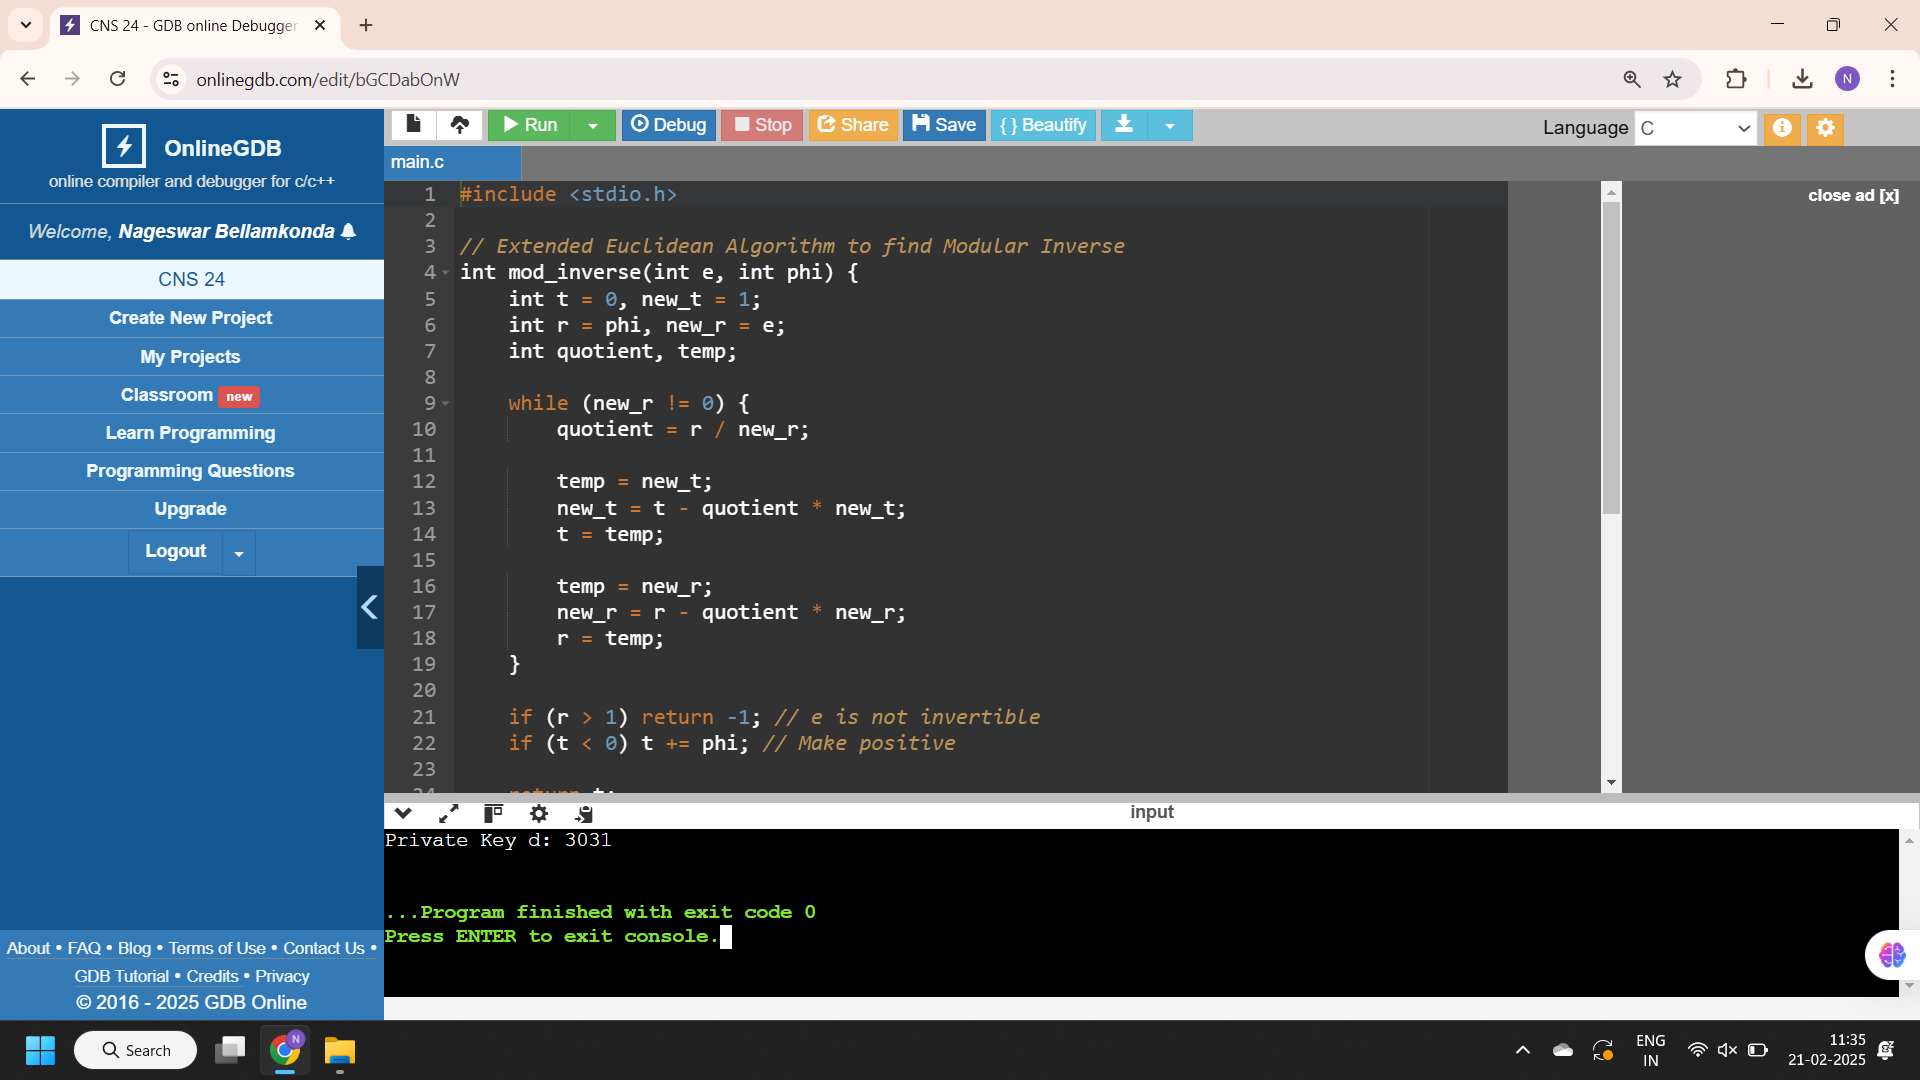 CNS 24 - GDB online Debugger
onlinegdb.com/edit/bGCDabOnW
N
OnlineGDB
online compiler and debugger for c/c++
Welcome, Nageswar Bellamkonda
CNS 24
Create New Project
My Projects
Classroom new
Learn Programming
Programming Questions
Upgrade
Logout
About • FAQ • Blog • Terms of Use • Contact Us •
GDB Tutorial • Credits • Privacy
© 2016 - 2025 GDB Online
Run
Debug
Stop
Share
Save
{ } Beautify
Language C
main.c
close ad [x]
1 #include <stdio.h>
2
3 // Extended Euclidean Algorithm to find Modular Inverse
4 int mod_inverse(int e, int phi) {
5 int t = 0, new_t = 1;
6 int r = phi, new_r = e;
7 int quotient, temp;
8
9 while (new_r != 0) {
10 quotient = r / new_r;
11
12 temp = new_t;
13 new_t = t - quotient * new_t;
14 t = temp;
15
16 temp = new_r;
17 new_r = r - quotient * new_r;
18 r = temp;
19 }
20
21 if (r > 1) return -1; // e is not invertible
22 if (t < 0) t += phi; // Make positive
23
24 return t;
input
Private Key d: 3031
...Program finished with exit code 0
Press ENTER to exit console.
Search
N
ENG
IN
11:35
21-02-2025